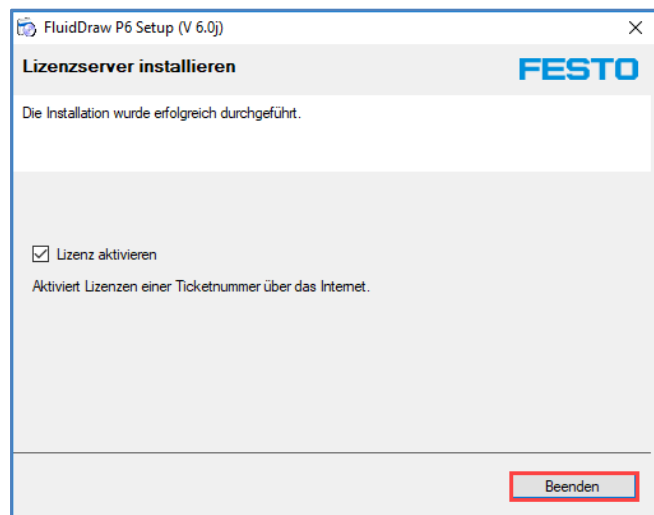 FluidDraw P6 Setup (V 6.0j)
Lizenzserver installieren
FESTO
Die Installation wurde erfolgreich durchgeführt.
Lizenz aktivieren
Aktiviert Lizenzen einer Ticketnummer über das Internet.
Beenden